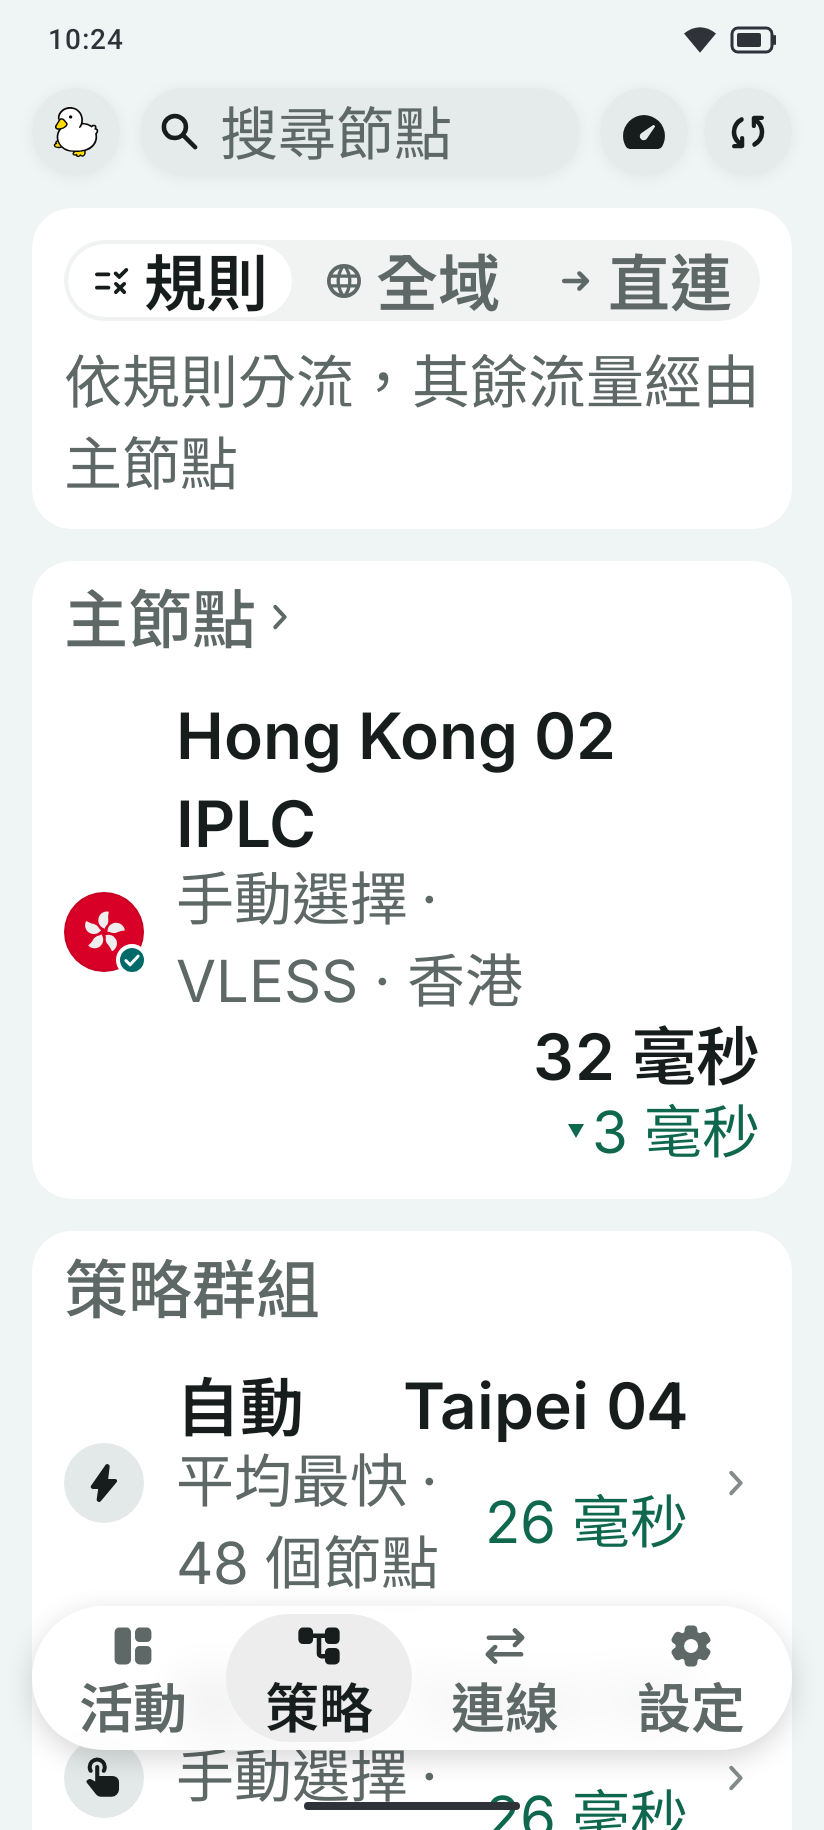 10:24
搜尋節點
規則
全域
直連
依規則分流，其餘流量經由
主節點
主節點
Hong Kong 02
IPLC
手動選擇 ·
VLESS · 香港
32 毫秒
▼3 毫秒
策略群組
自動
Taipei 04
平均最快 ·
48 個節點
26 毫秒
活動
策略
連線
設定
手動選擇 ·
26 毫秒